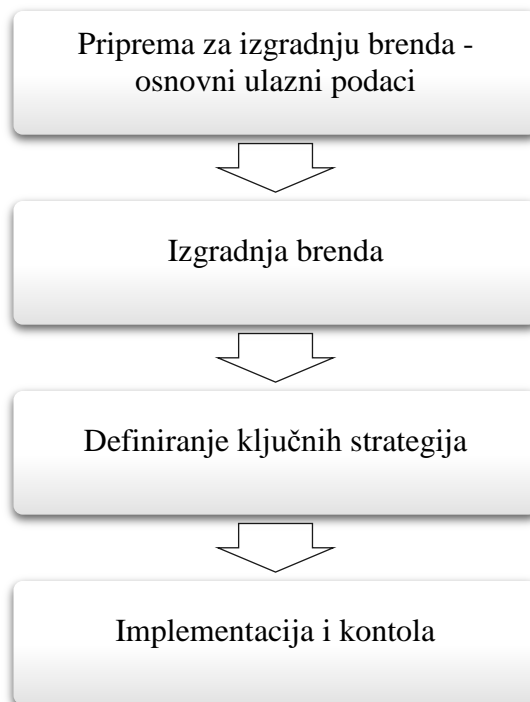 Priprema za izgradnju brenda -
osnovni ulazni podaci
Izgradnja brenda
Definiranje ključnih strategija
Implementacija i kontola